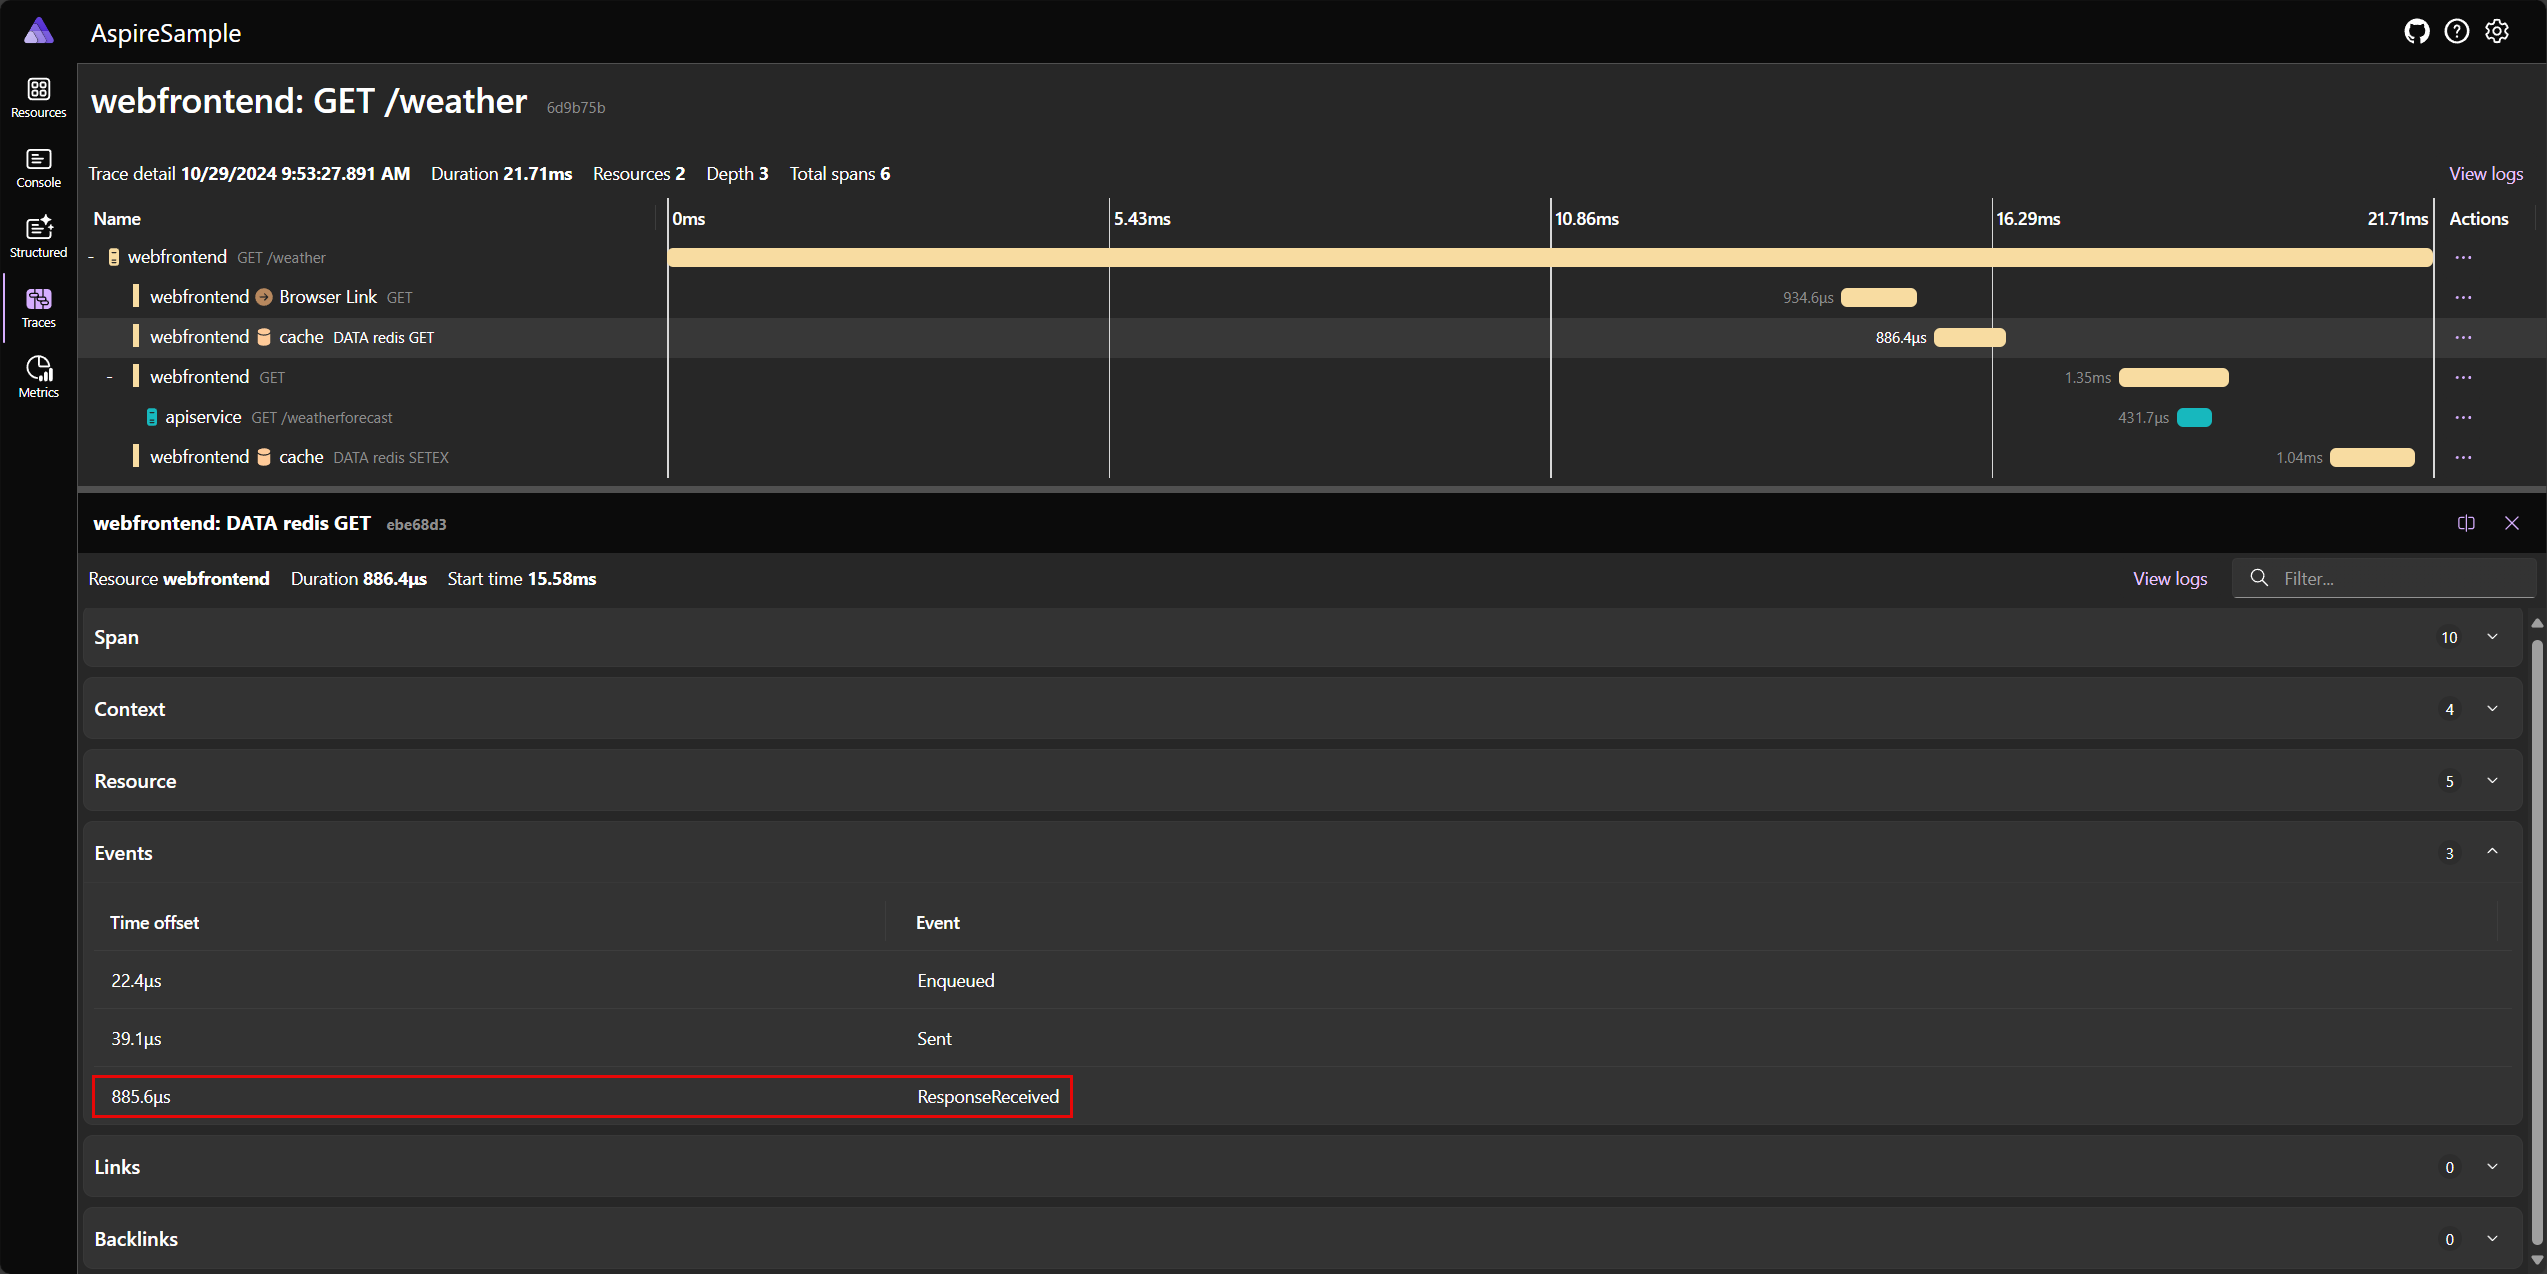 AspireSample
Resources
Console
Structured
Traces
Metrics
webfrontend: GET /weather 6d9b75b
Trace detail 10/29/2024 9:53:27.891 AM Duration 21.71ms Resources 2 Depth 3 Total spans 6 View logs
Name 0ms 5.43ms 10.86ms 16.29ms 21.71ms Actions
- webfrontend GET /weather ...
webfrontend Browser Link GET 934.6µs ...
webfrontend cache DATA redis GET 886.4µs ...
- webfrontend GET 1.35ms ...
apiservice GET /weatherforecast 431.7µs ...
webfrontend cache DATA redis SETEX 1.04ms ...
webfrontend: DATA redis GET ebe68d3
Resource webfrontend Duration 886.4µs Start time 15.58ms View logs Filter...
Span 10
Context 4
Resource 5
Events 3
Time offset Event
22.4µs Enqueued
39.1µs Sent
885.6µs ResponseReceived
Links 0
Backlinks 0